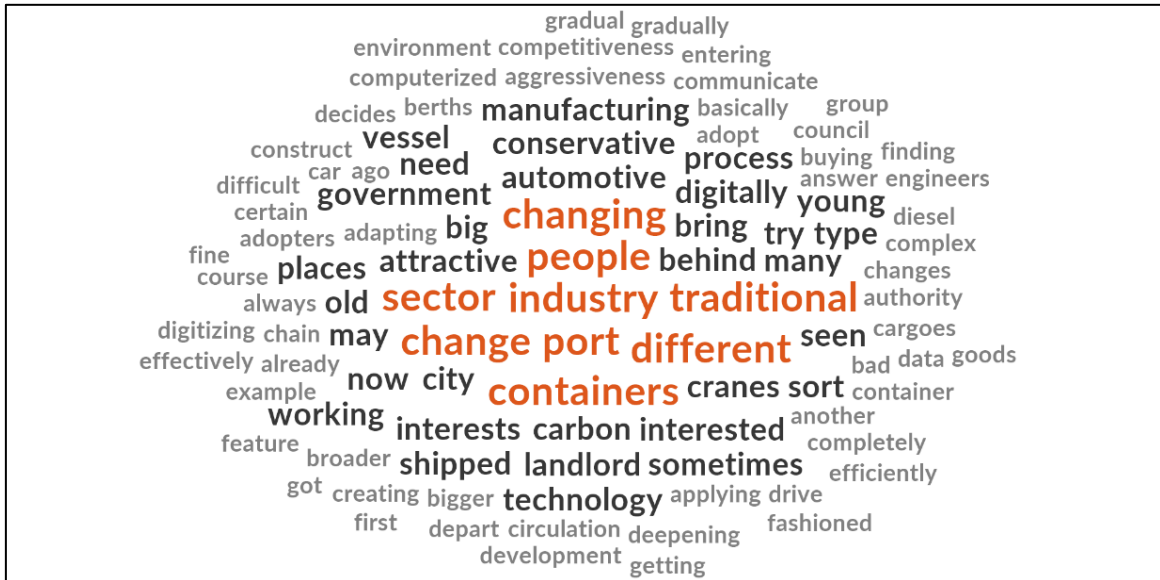 gradual gradually
environment competitiveness entering
computerized aggressiveness communicate
decides berths manufacturing basically group
construct vessel conservative adopt council
car ago need process buying finding
difficult government automotive digitally answer engineers
certain big changing bring young diesel
adopters adapting try type complex
fine places attractive people behind many changes
course
always old sector industry traditional authority
digitizing chain may change port different seen cargoes
effectively already bad data goods
example now city containers cranes sort container
working interests carbon interested another
feature broader shipped landlord sometimes completely
got creating bigger technology applying drive efficiently
first depart circulation deepening fashioned
development getting